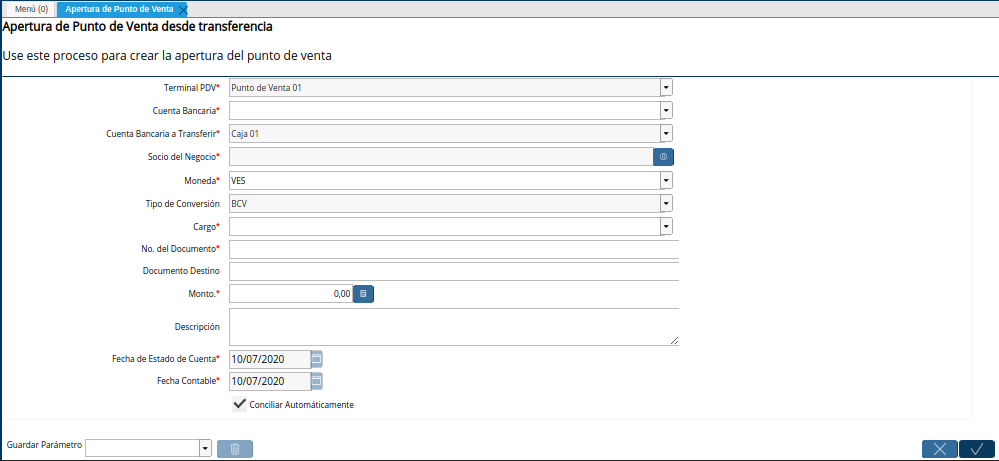 Menú (0) Apertura de Punto de Venta
Apertura de Punto de Venta desde transferencia
Use este proceso para crear la apertura del punto de venta
Terminal PDV* Punto de Venta 01
Cuenta Bancaria*
Cuenta Bancaria a Transferir* Caja 01
Socio del Negocio*
Moneda* VES
Tipo de Conversión BCV
Cargo*
No. del Documento*
Documento Destino
Monto.* 0,00
Descripción
Fecha de Estado de Cuenta* 10/07/2020
Fecha Contable* 10/07/2020
Conciliar Automáticamente
Guardar Parámetro